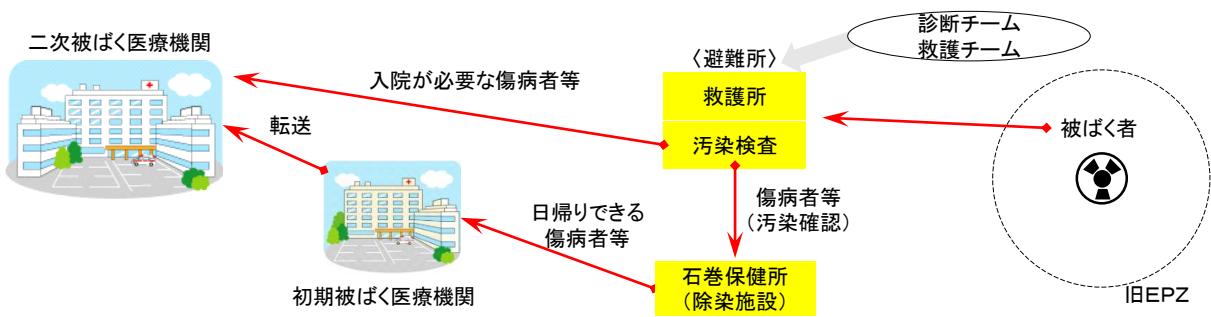 診断チーム
救護チーム
二次被ばく医療機関
〈避難所〉
救護所
汚染検査
入院が必要な傷病者等
転送
被ばく者
傷病者等
（汚染確認）
日帰りできる
傷病者等
石巻保健所
（除染施設）
初期被ばく医療機関
旧EPZ